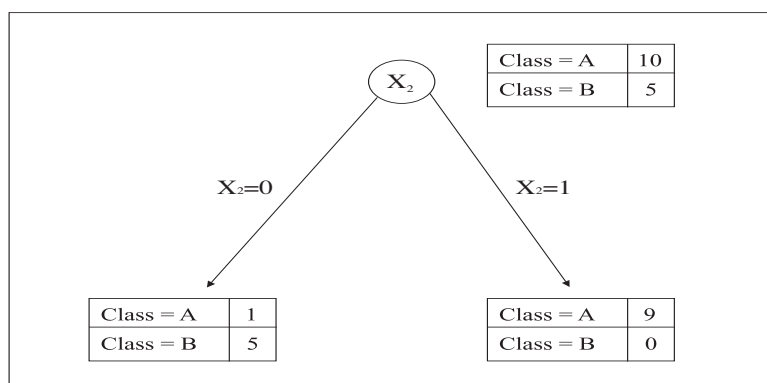 Class = A 10
X₂
Class = B 5
X₂=0 X₂=1
Class = A 1
Class = B 5
Class = A 9
Class = B 0